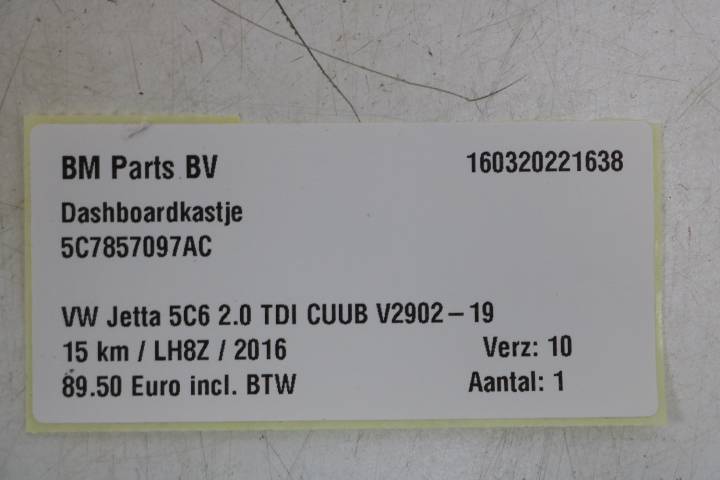 BM Parts BV 160320221638
Dashboardkastje
5C7857097AC
VW Jetta 5C6 2.0 TDI CUUB V2902-19
15 km / LH8Z / 2016 Verz: 10
89.50 Euro incl. BTW Aantal: 1